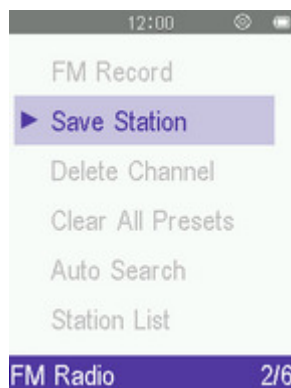 12:00
FM Record
Save Station
Delete Channel
Clear All Presets
Auto Search
Station List
FM Radio 2/6